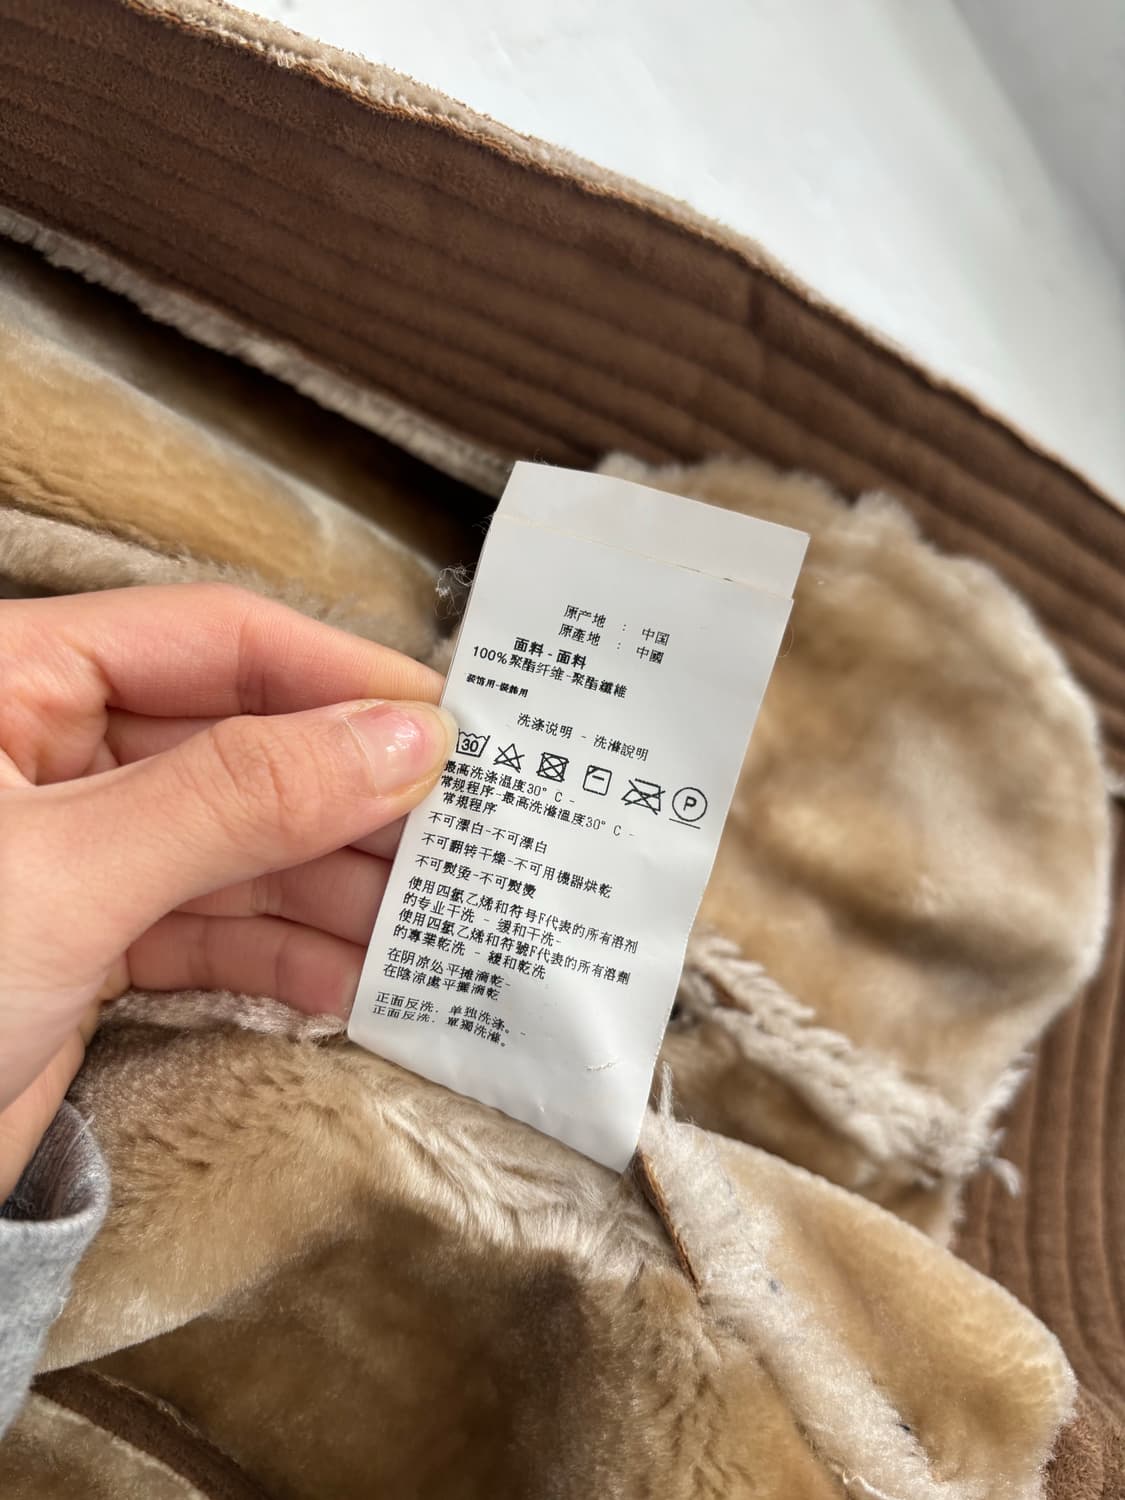 原产地 : 中国
原產地 : 中國
面料 - 面料
100%聚酯纤维-聚酯纖維
装饰用-裝飾用
洗涤说明 - 洗滌說明
30 P
最高洗涤温度30° C -
常规程序-最高洗滌溫度30° C -
常規程序
不可漂白-不可漂白
不可翻转干燥-不可用機器烘乾
不可熨烫-不可熨燙
使用四氯乙烯和符号F代表的所有溶剂
的专业干洗 - 缓和干洗-
使用四氯乙烯和符號F代表的所有溶劑
的專業乾洗 - 緩和乾洗
在阴凉处平摊滴乾-
在陰涼處平攤滴乾
正面反洗. 单独洗涤。-
正面反洗. 單獨洗滌。